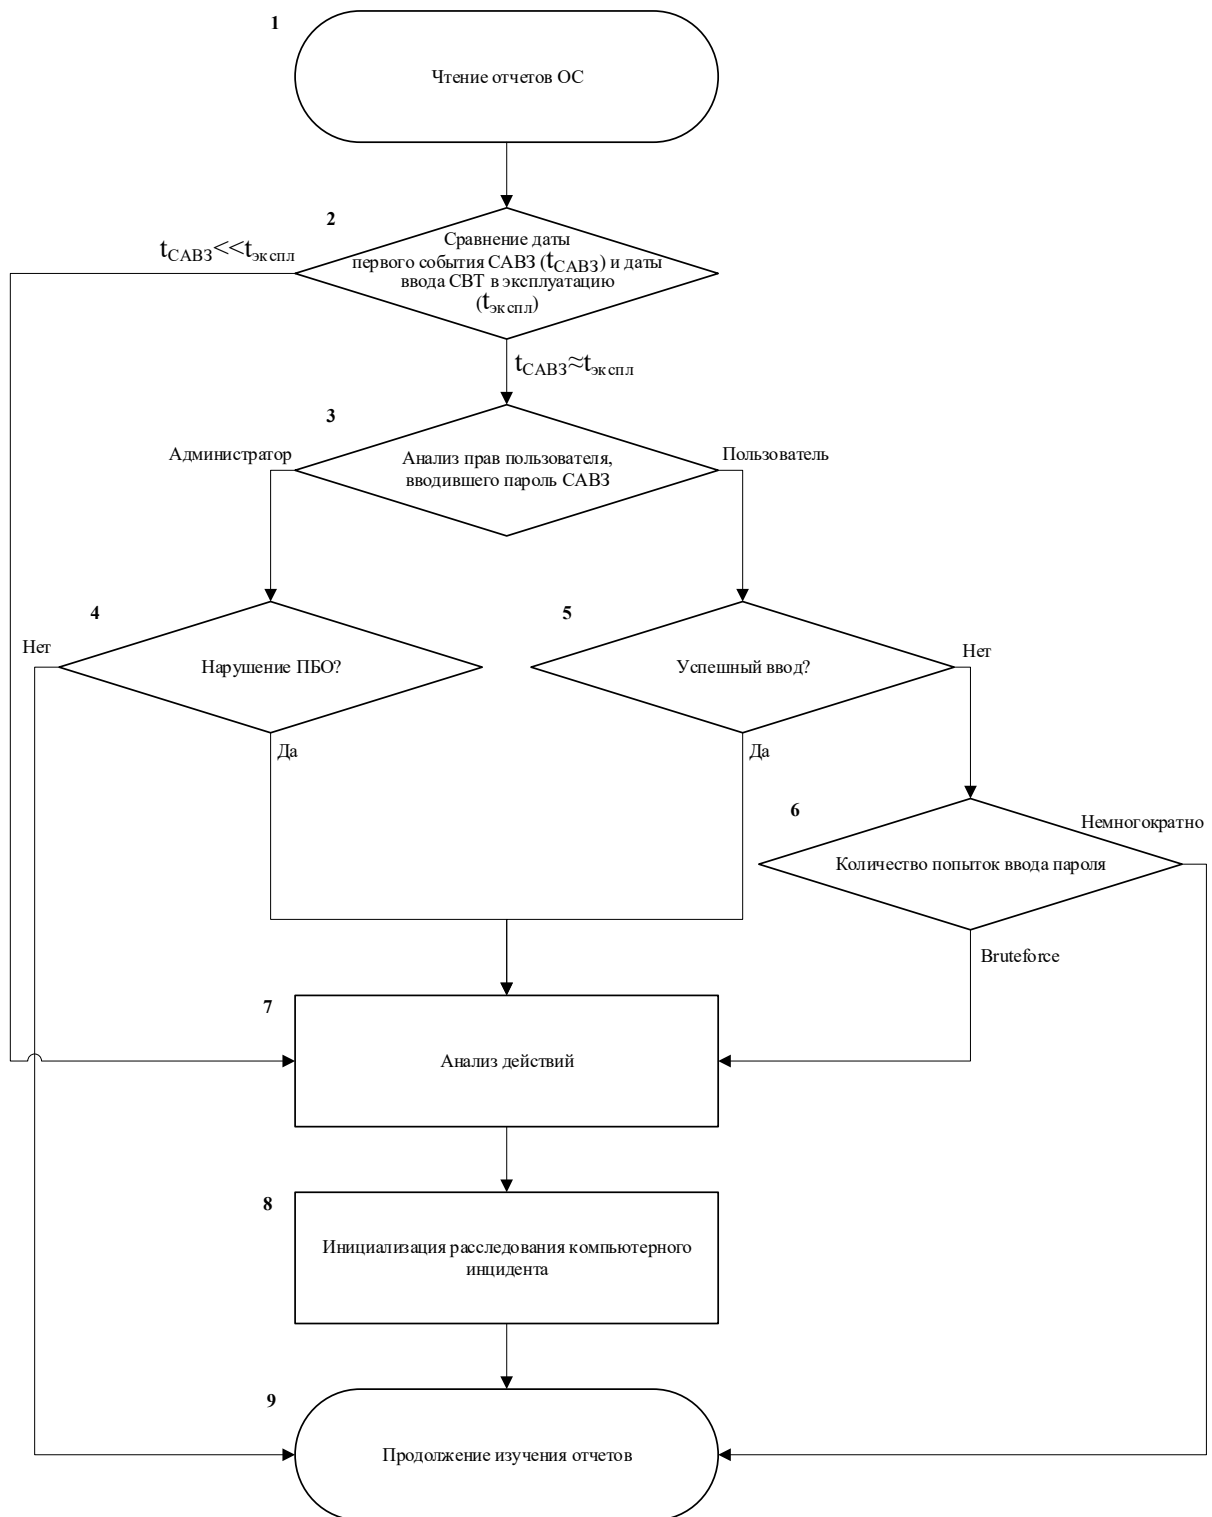 1
Чтение отчетов ОС
2
tСАВЗ<<tэкспл
Сравнение даты
первого события САВЗ (tСАВЗ) и даты
ввода СВТ в эксплуатацию
(tэкспл)
tСАВЗ≈tэкспл
3
Администратор
Анализ прав пользователя,
вводившего пароль САВЗ
Пользователь
4
Нет
Нарушение ПБО?
Да
5
Успешный ввод?
Нет
Да
6
Немногократно
Количество попыток ввода пароля
Bruteforce
7
Анализ действий
8
Инициализация расследования компьютерного
инцидента
9
Продолжение изучения отчетов